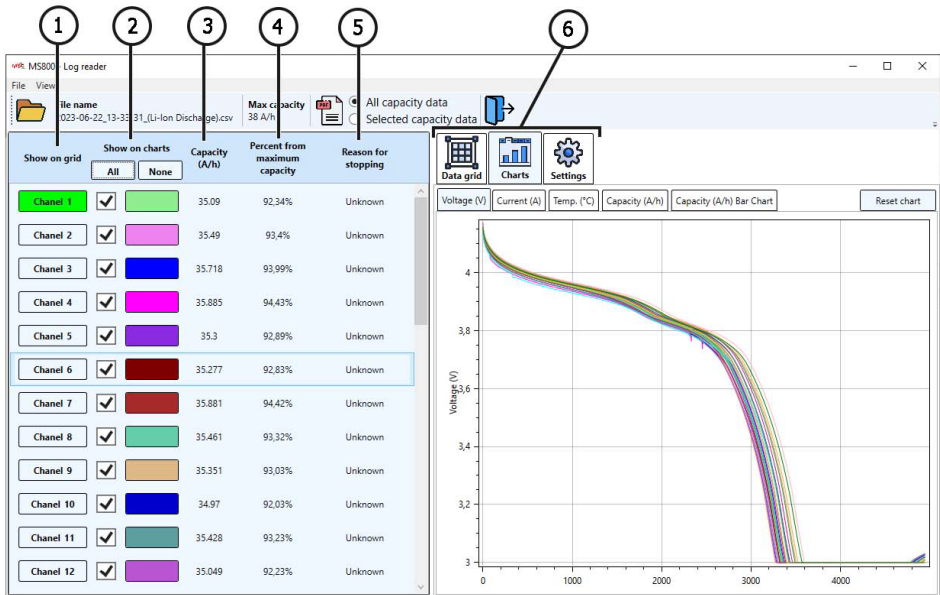 1 2 3 4 5 6
MS800 - Log reader
File View
File name
2023-06-22_13-33-31_(Li-Ion Discharge).csv
Max capacity
38 A/h
PDF
All capacity data
Selected capacity data
Show on grid
Show on charts
All None
Capacity
(A/h)
Percent from
maximum
capacity
Reason for
stopping
Chanel 1 35.09 92,34% Unknown
Chanel 2 35.49 93,4% Unknown
Chanel 3 35.718 93,99% Unknown
Chanel 4 35.885 94,43% Unknown
Chanel 5 35.3 92,89% Unknown
Chanel 6 35.277 92,83% Unknown
Chanel 7 35.881 94,42% Unknown
Chanel 8 35.461 93,32% Unknown
Chanel 9 35.351 93,03% Unknown
Chanel 10 34.97 92,03% Unknown
Chanel 11 35.428 93,23% Unknown
Chanel 12 35.049 92,23% Unknown
Data grid Charts Settings
Voltage (V) Current (A) Temp. (°C) Capacity (A/h) Capacity (A/h) Bar Chart Reset chart
Voltage (V)
4
3,8
3,6
3,4
3,2
3
0 1000 2000 3000 4000